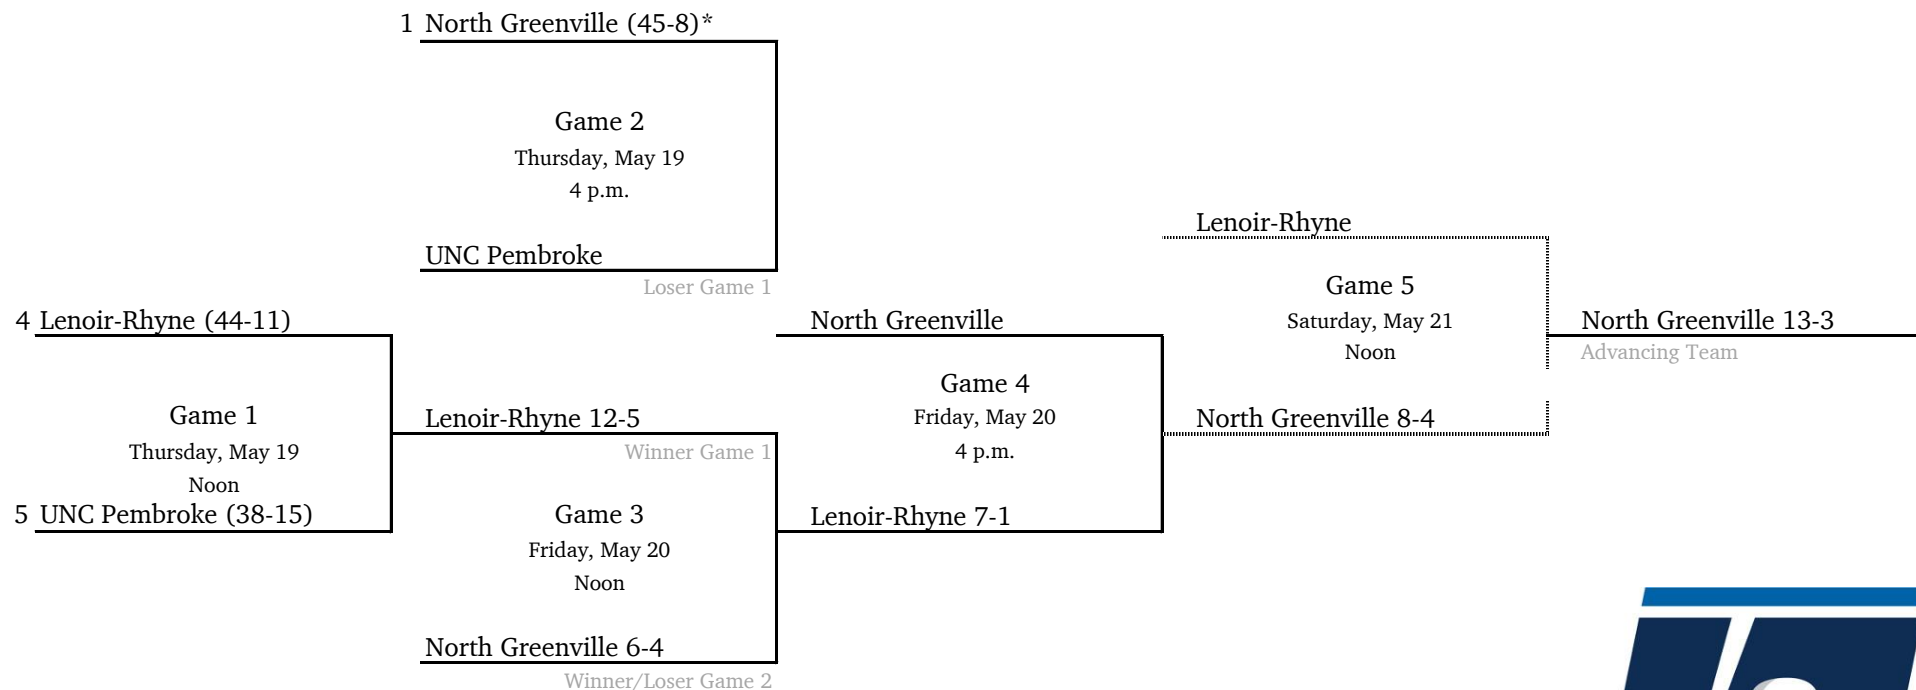 1 North Greenville (45-8)*
Game 2
Thursday, May 19
4 p.m.
UNC Pembroke
Loser Game 1
4 Lenoir-Rhyne (44-11)
Game 1
Thursday, May 19
Noon
5 UNC Pembroke (38-15)
Lenoir-Rhyne 12-5
Winner Game 1
Game 3
Friday, May 20
Noon
North Greenville 6-4
Winner/Loser Game 2
North Greenville
Game 4
Friday, May 20
4 p.m.
Lenoir-Rhyne 7-1
Lenoir-Rhyne
Game 5
Saturday, May 21
Noon
North Greenville 8-4
North Greenville 13-3
Advancing Team